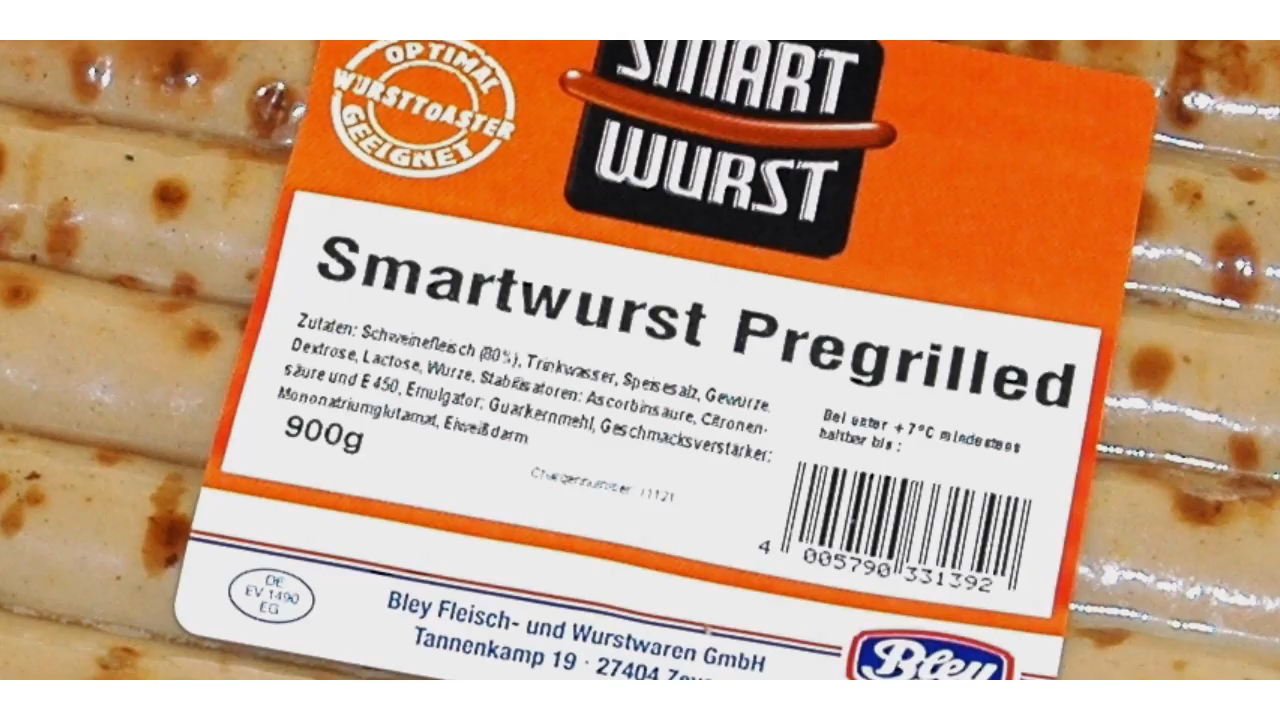 OPTIMAL
WURSTTOASTER
GEEIGNET
SMART
WURST
Smartwurst Pregrilled
Zutaten: Schweinefleisch (80%), Trinkwasser, Speisesalz, Gewürze,
Dextrose, Lactose, Würze, Stabilisatoren: Ascorbinsäure, Citronen-
säure und E 450, Emulgator: Guarkernmehl, Geschmacksverstärker:
Mononatriumglutamat, Eiweißdarm
900g
Bei unter +7°C mindestens
haltbar bis:
Chargennummer: 11121
4 005790 331392
DE
EV 1490
EG
Bley Fleisch- und Wurstwaren GmbH
Tannenkamp 19 · 27404
Bley